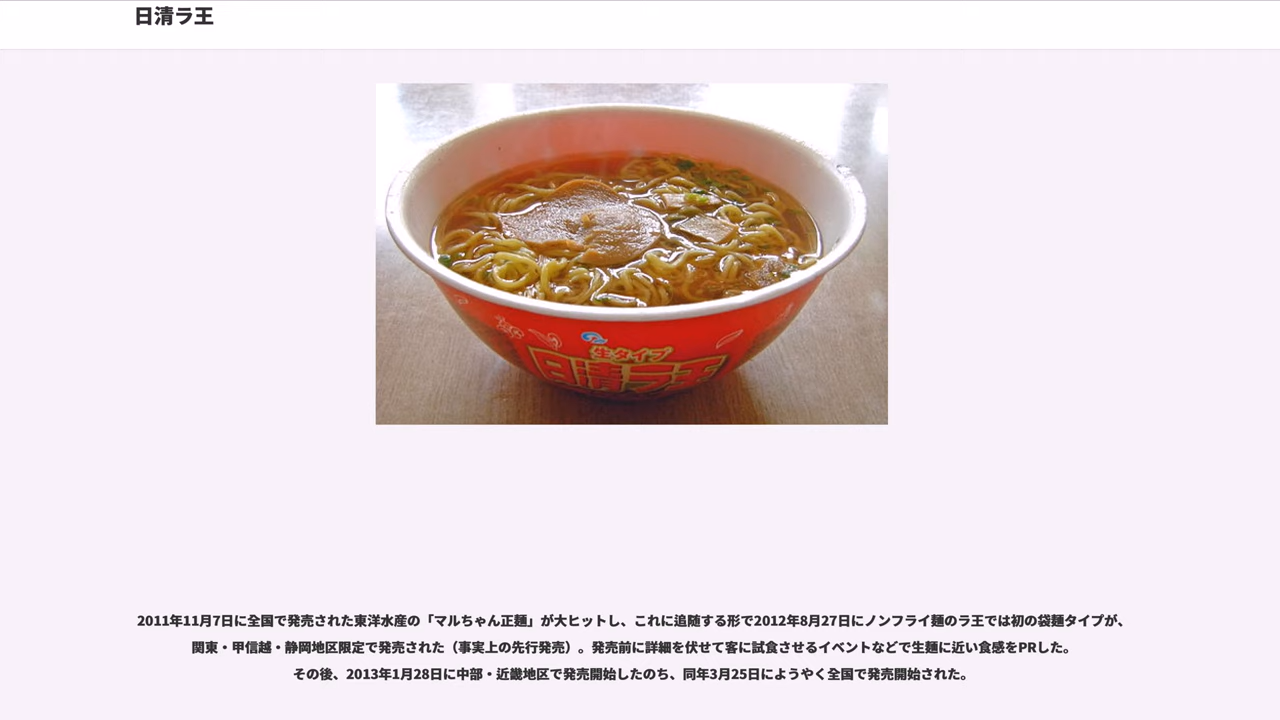 日清ラ王
生タイプ
日清ラ王
2011年11月7日に全国で発売された東洋水産の「マルちゃん正麺」が大ヒットし、これに追随する形で2012年8月27日にノンフライ麺のラ王では初の袋麺タイプが、
関東・甲信越・静岡地区限定で発売された（事実上の先行発売）。発売前に詳細を伏せて客に試食させるイベントなどで生麺に近い食感をPRした。
その後、2013年1月28日に中部・近畿地区で発売開始したのち、同年3月25日にようやく全国で発売開始された。